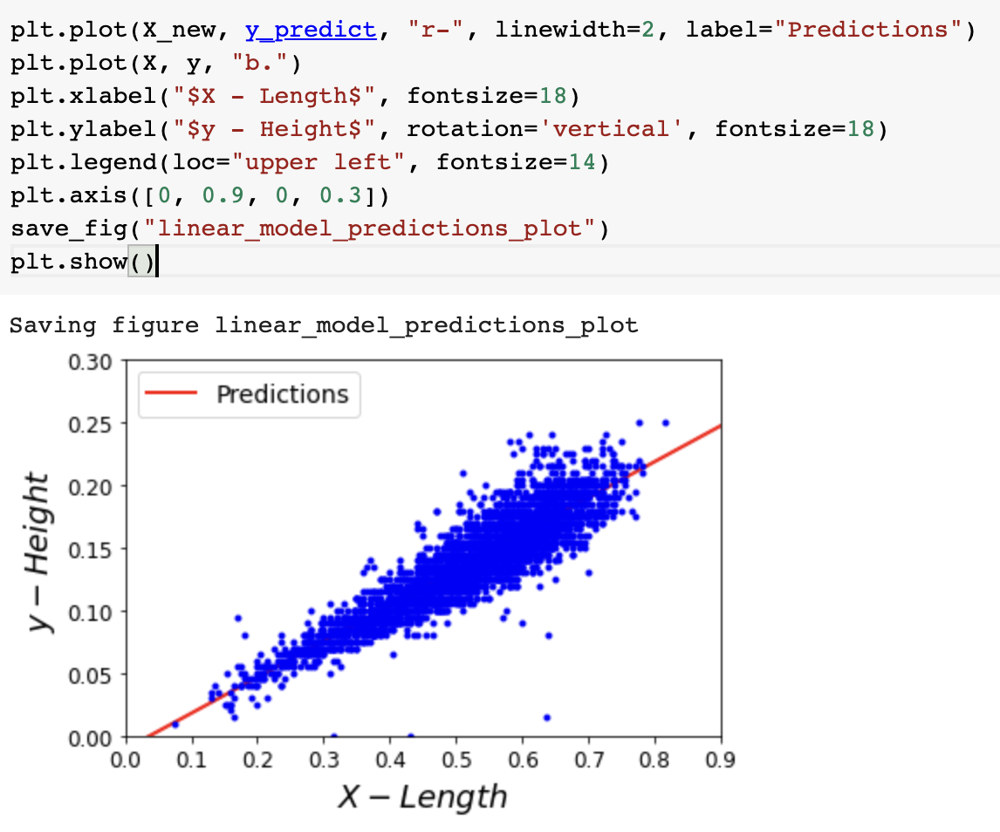 plt.plot(X_new, y_predict, "r-", linewidth=2, label="Predictions")
plt.plot(X, y, "b.")
plt.xlabel("$X - Length$", fontsize=18)
plt.ylabel("$y - Height$", rotation='vertical', fontsize=18)
plt.legend(loc="upper left", fontsize=14)
plt.axis([0, 0.9, 0, 0.3])
save_fig("linear_model_predictions_plot")
plt.show()
Saving figure linear_model_predictions_plot
0.30
Predictions
0.25
0.20
0.15
0.10
0.05
0.00
y – Height
0.0 0.1 0.2 0.3 0.4 0.5 0.6 0.7 0.8 0.9
X – Length